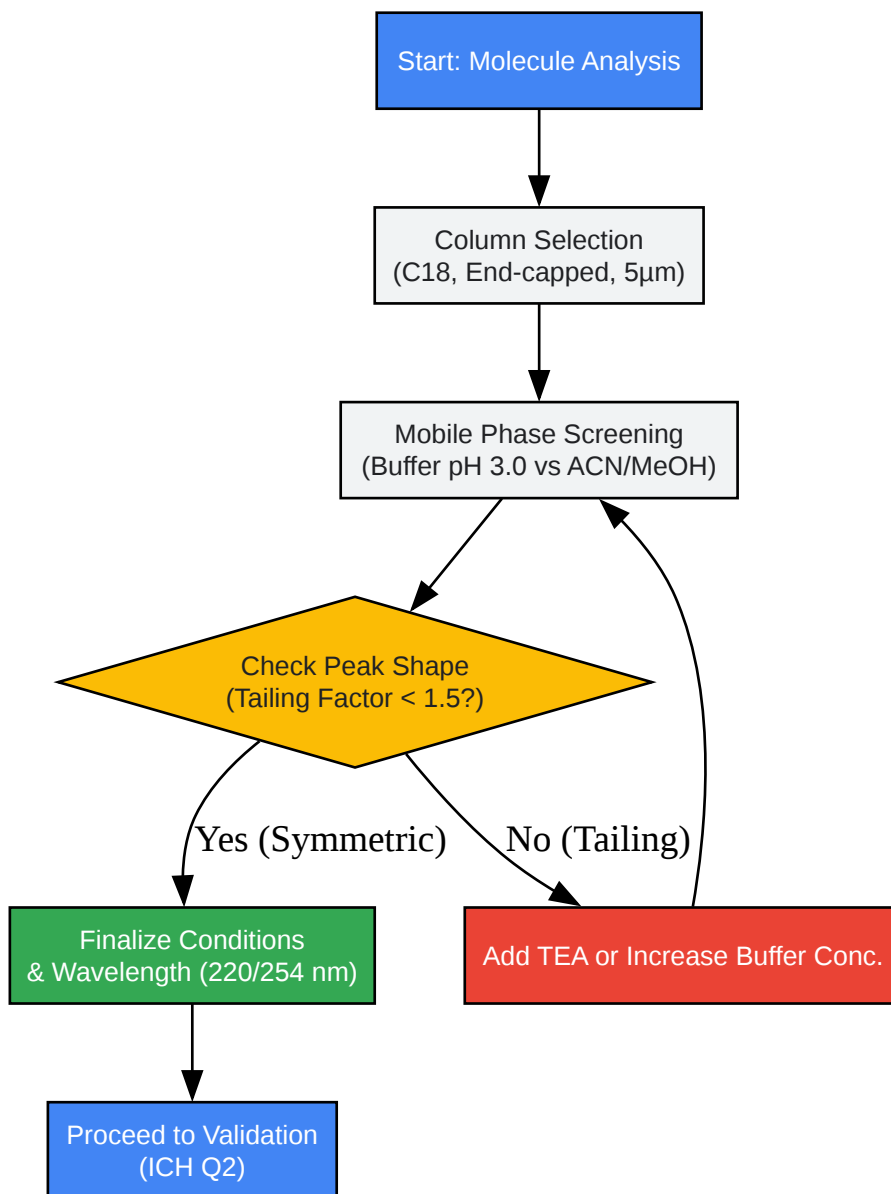 Start: Molecule Analysis
Column Selection
(C18, End-capped, 5µm)
Mobile Phase Screening
(Buffer pH 3.0 vs ACN/MeOH)
Check Peak Shape
(Tailing Factor < 1.5?)
Yes (Symmetric)
No (Tailing)
Finalize Conditions
& Wavelength (220/254 nm)
Add TEA or Increase Buffer Conc.
Proceed to Validation
(ICH Q2)